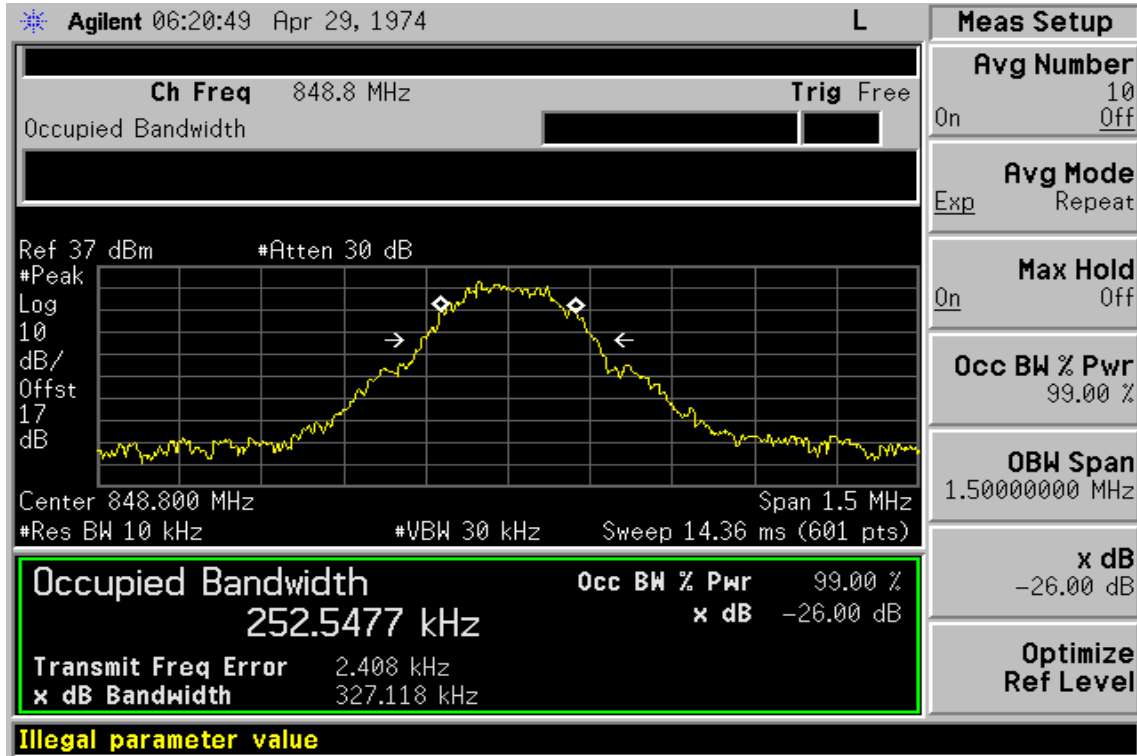 Agilent 06:20:49 Apr 29, 1974 L
Ch Freq 848.8 MHz Trig Free
Occupied Bandwidth
Ref 37 dBm #Atten 30 dB
#Peak
Log
10
dB/
Offst
17
dB
Center 848.800 MHz Span 1.5 MHz
#Res BW 10 kHz #VBW 30 kHz Sweep 14.36 ms (601 pts)
Occupied Bandwidth
252.5477 kHz
Occ BW % Pwr 99.00 %
x dB -26.00 dB
Transmit Freq Error 2.408 kHz
x dB Bandwidth 327.118 kHz
Illegal parameter value
Meas Setup
Avg Number
10
On Off
Avg Mode
Exp Repeat
Max Hold
On Off
Occ BW % Pwr
99.00 %
OBW Span
1.50000000 MHz
x dB
-26.00 dB
Optimize
Ref Level